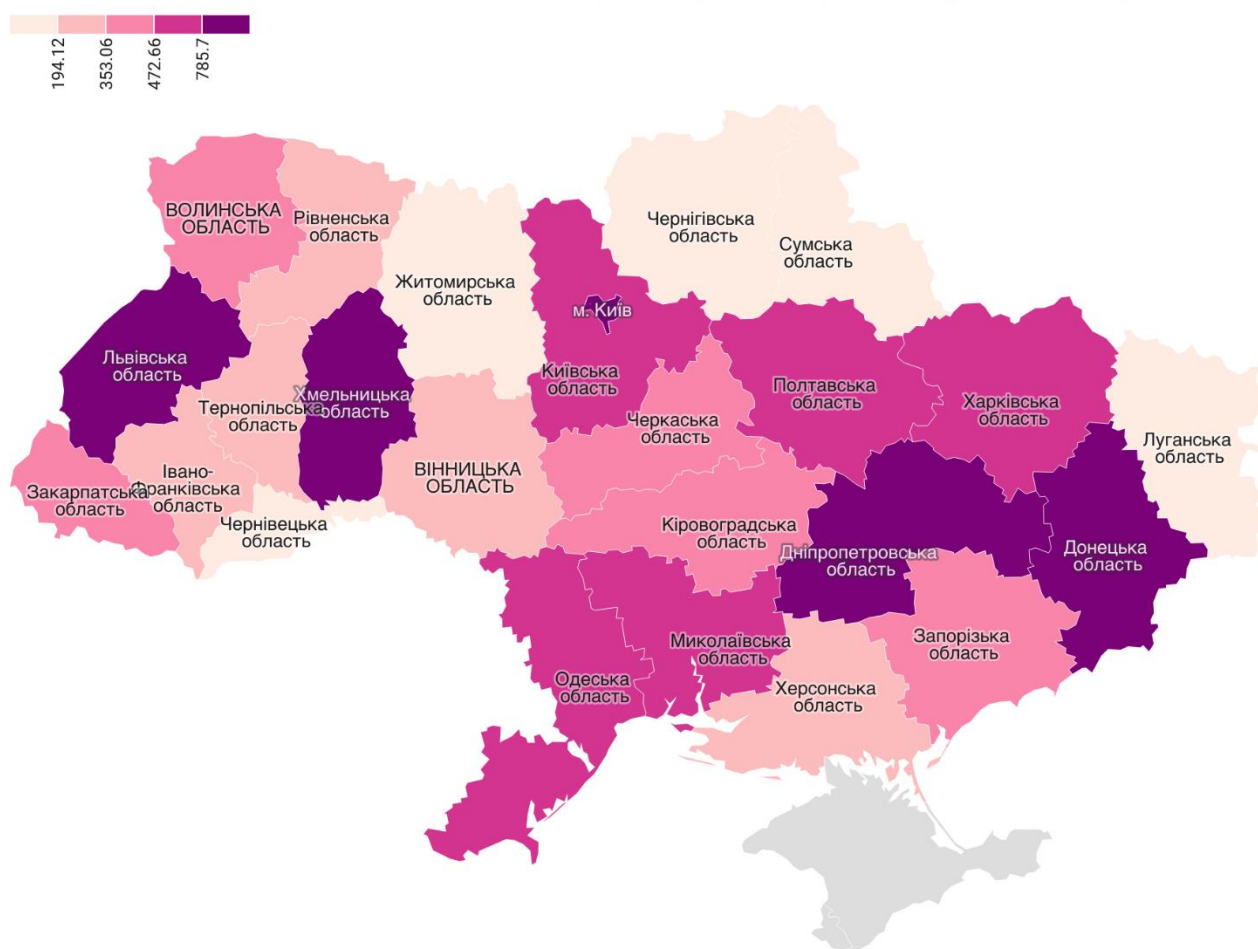 194.12
353.06
472.66
785.7
ВОЛИНСЬКА
ОБЛАСТЬ
Рівненська
область
Чернігівська
область
Сумська
область
Житомирська
область
м. Київ
Львівська
область
Хмельницька
область
Тернопільська
область
Київська
область
Черкаська
область
Полтавська
область
Харківська
область
Луганська
область
ВІННИЦЬКА
ОБЛАСТЬ
Закарпатська
область
Івано-
Франківська
область
Чернівецька
область
Кіровоградська
область
Дніпропетровська
область
Донецька
область
Миколаївська
область
Запорізька
область
Одеська
область
Херсонська
область